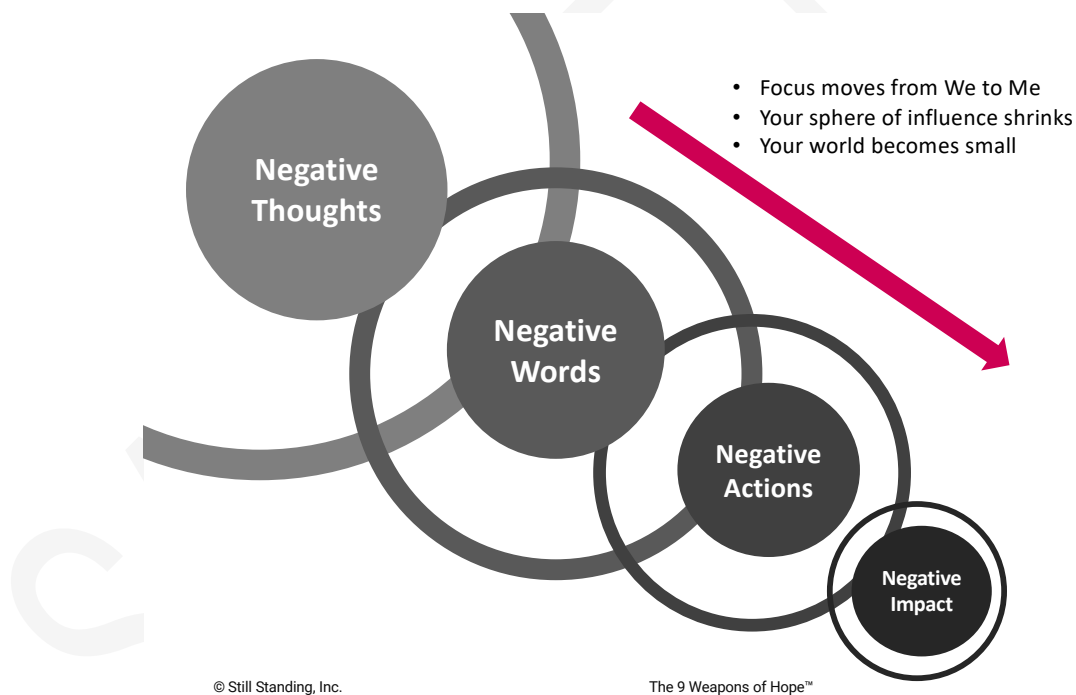 • Focus moves from We to Me
• Your sphere of influence shrinks
• Your world becomes small
Negative
Thoughts
Negative
Words
Negative
Actions
Negative
Impact
© Still Standing, Inc.
The 9 Weapons of Hope™